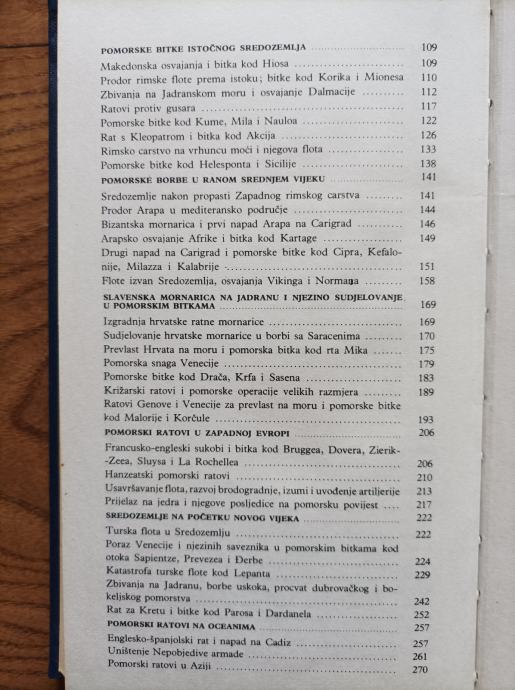 POMORSKE BITKE ISTOČNOG SREDOZEMLJA ........ 109
Makedonska osvajanja i bitka kod Hiosa ........ 109
Prodor rimske flote prema istoku; bitke kod Korika i Mionesa 110
Zbivanja na Jadranskom moru i osvajanje Dalmacije ........ 112
Ratovi protiv gusara ........ 117
Pomorske bitke kod Kume, Mila i Nauloa ........ 122
Rat s Kleopatrom i bitka kod Akcija ........ 126
Rimsko carstvo na vrhuncu moći i njegova flota ........ 133
Pomorske bitke kod Helesponta i Sicilije ........ 138
POMORSKE BORBE U RANOM SREDNJEM VIJEKU ........ 141
Sredozemlje nakon propasti Zapadnog rimskog carstva ........ 141
Prodor Arapa u mediteransko područje ........ 144
Bizantska mornarica i prvi napad Arapa na Carigrad ........ 146
Arapsko osvajanje Afrike i bitka kod Kartage ........ 149
Drugi napad na Carigrad i pomorske bitke kod Cipra, Kefalo-
nije, Milazza i Kalabrije ........ 151
Flote izvan Sredozemlja, osvajanja Vikinga i Normana ........ 158
SLAVENSKA MORNARICA NA JADRANU I NJEZINO SUDJELOVANJE
U POMORSKIM BITKAMA ........ 169
Izgradnja hrvatske ratne mornarice ........ 169
Sudjelovanje hrvatske mornarice u borbi sa Saracenima ........ 170
Prevlast Hrvata na moru i pomorska bitka kod rta Mika ........ 175
Pomorska snaga Venecije ........ 179
Pomorske bitke kod Drača, Krfa i Sasena ........ 183
Križarski ratovi i pomorske operacije velikih razmjera ........ 189
Ratovi Genove i Venecije za prevlast na moru i pomorske bitke
kod Malorije i Korčule ........ 193
POMORSKI RATOVI U ZAPADNOJ EVROPI ........ 206
Francusko-engleski sukobi i bitka kod Bruggea, Dovera, Zierik-
-Zeea, Sluysa i La Rochellea ........ 206
Hanzeatski pomorski ratovi ........ 210
Usavršavanje flota, razvoj brodogradnje, izumi i uvođenje artiljerije 213
Prijelaz na jedra i njegove posljedice na pomorsku povijest .... 217
SREDOZEMLJE NA POČETKU NOVOG VIJEKA ........ 222
Turska flota u Sredozemlju ........ 222
Poraz Venecije i njezinih saveznika u pomorskim bitkama kod
otoka Sapientze, Prevezea i Đerbe ........ 224
Katastrofa turske flote kod Lepanta ........ 229
Zbivanja na Jadranu, borbe uskoka, procvat dubrovačkog i bo-
keljskog pomorstva ........ 242
Rat za Kretu i bitke kod Parosa i Dardanela ........ 252
POMORSKI RATOVI NA OCEANIMA ........ 257
Englesko-španjolski rat i napad na Cadiz ........ 257
Uništenje Nepobjedive armade ........ 261
Pomorski ratovi u Aziji ........ 270